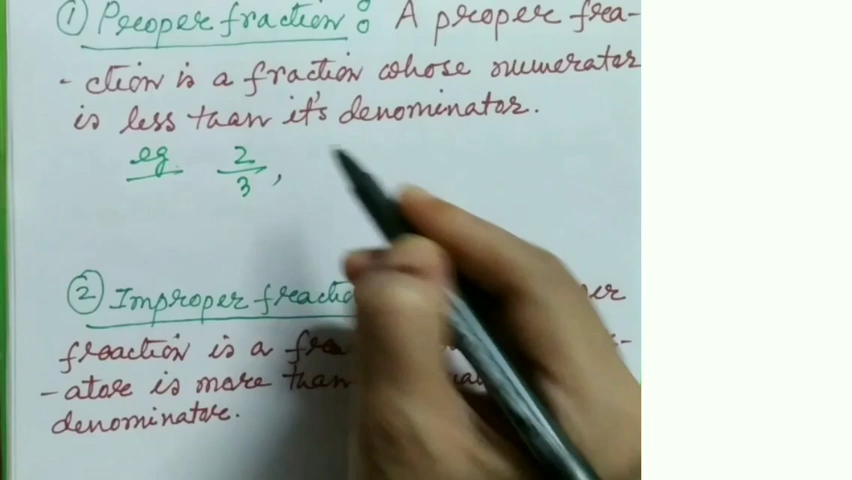 ① Proper fraction : A proper fra-
- ction is a fraction whose numerator
is less than it's denominator.
eg 2/3,
② Improper
fraction is a
- ator is more than
denominator.